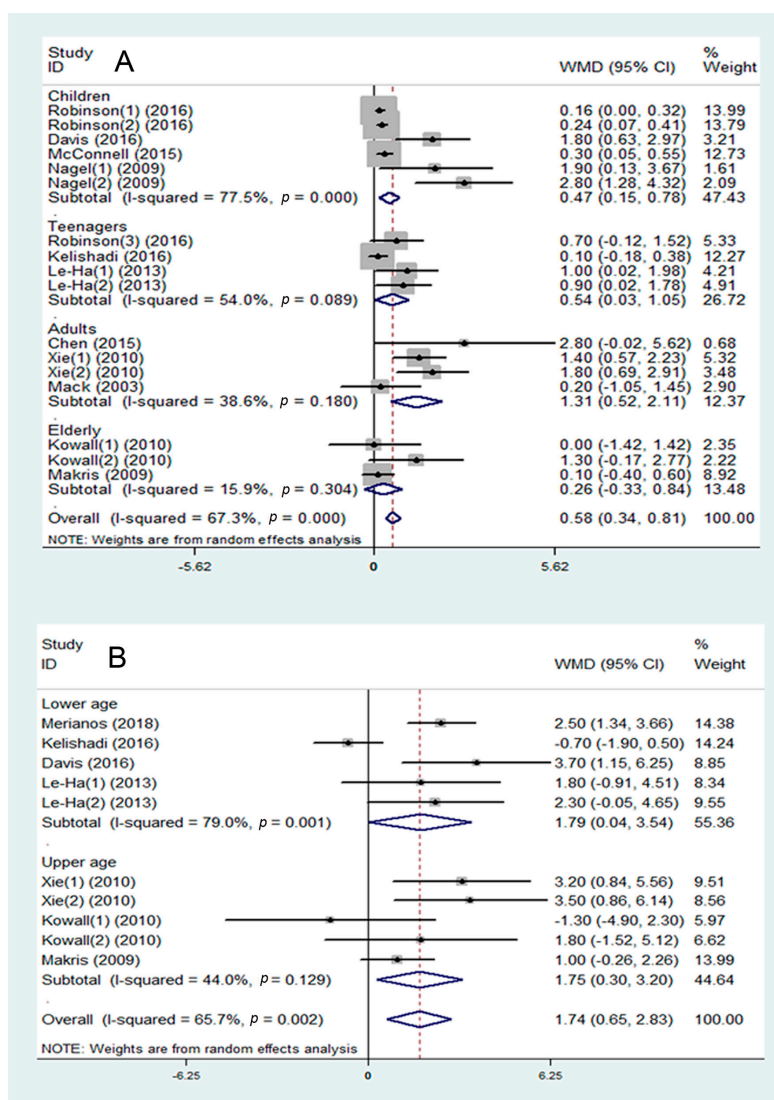 A
Study %
ID WMD (95% CI) Weight
Children
Robinson(1) (2016) 0.16 (0.00, 0.32) 13.99
Robinson(2) (2016) 0.24 (0.07, 0.41) 13.79
Davis (2016) 1.80 (0.63, 2.97) 3.21
McConnell (2015) 0.30 (0.05, 0.55) 12.73
Nagel(1) (2009) 1.90 (0.13, 3.67) 1.61
Nagel(2) (2009) 2.80 (1.28, 4.32) 2.09
Subtotal (I-squared = 77.5%, p = 0.000) 0.47 (0.15, 0.78) 47.43
.
Teenagers
Robinson(3) (2016) 0.70 (-0.12, 1.52) 5.33
Kelishadi (2016) 0.10 (-0.18, 0.38) 12.27
Le-Ha(1) (2013) 1.00 (0.02, 1.98) 4.21
Le-Ha(2) (2013) 0.90 (0.02, 1.78) 4.91
Subtotal (I-squared = 54.0%, p = 0.089) 0.54 (0.03, 1.05) 26.72
.
Adults
Chen (2015) 2.80 (-0.02, 5.62) 0.68
Xie(1) (2010) 1.40 (0.57, 2.23) 5.32
Xie(2) (2010) 1.80 (0.69, 2.91) 3.48
Mack (2003) 0.20 (-1.05, 1.45) 2.90
Subtotal (I-squared = 38.6%, p = 0.180) 1.31 (0.52, 2.11) 12.37
.
Elderly
Kowall(1) (2010) 0.00 (-1.42, 1.42) 2.35
Kowall(2) (2010) 1.30 (-0.17, 2.77) 2.22
Makris (2009) 0.10 (-0.40, 0.60) 8.92
Subtotal (I-squared = 15.9%, p = 0.304) 0.26 (-0.33, 0.84) 13.48
.
Overall (I-squared = 67.3%, p = 0.000) 0.58 (0.34, 0.81) 100.00
NOTE: Weights are from random effects analysis
-5.62 0 5.62
B
Study %
ID WMD (95% CI) Weight
Lower age
Merianos (2018) 2.50 (1.34, 3.66) 14.38
Kelishadi (2016) -0.70 (-1.90, 0.50) 14.24
Davis (2016) 3.70 (1.15, 6.25) 8.85
Le-Ha(1) (2013) 1.80 (-0.91, 4.51) 8.34
Le-Ha(2) (2013) 2.30 (-0.05, 4.65) 9.55
Subtotal (I-squared = 79.0%, p = 0.001) 1.79 (0.04, 3.54) 55.36
.
Upper age
Xie(1) (2010) 3.20 (0.84, 5.56) 9.51
Xie(2) (2010) 3.50 (0.86, 6.14) 8.56
Kowall(1) (2010) -1.30 (-4.90, 2.30) 5.97
Kowall(2) (2010) 1.80 (-1.52, 5.12) 6.62
Makris (2009) 1.00 (-0.26, 2.26) 13.99
Subtotal (I-squared = 44.0%, p = 0.129) 1.75 (0.30, 3.20) 44.64
.
Overall (I-squared = 65.7%, p = 0.002) 1.74 (0.65, 2.83) 100.00
NOTE: Weights are from random effects analysis
-6.25 0 6.25